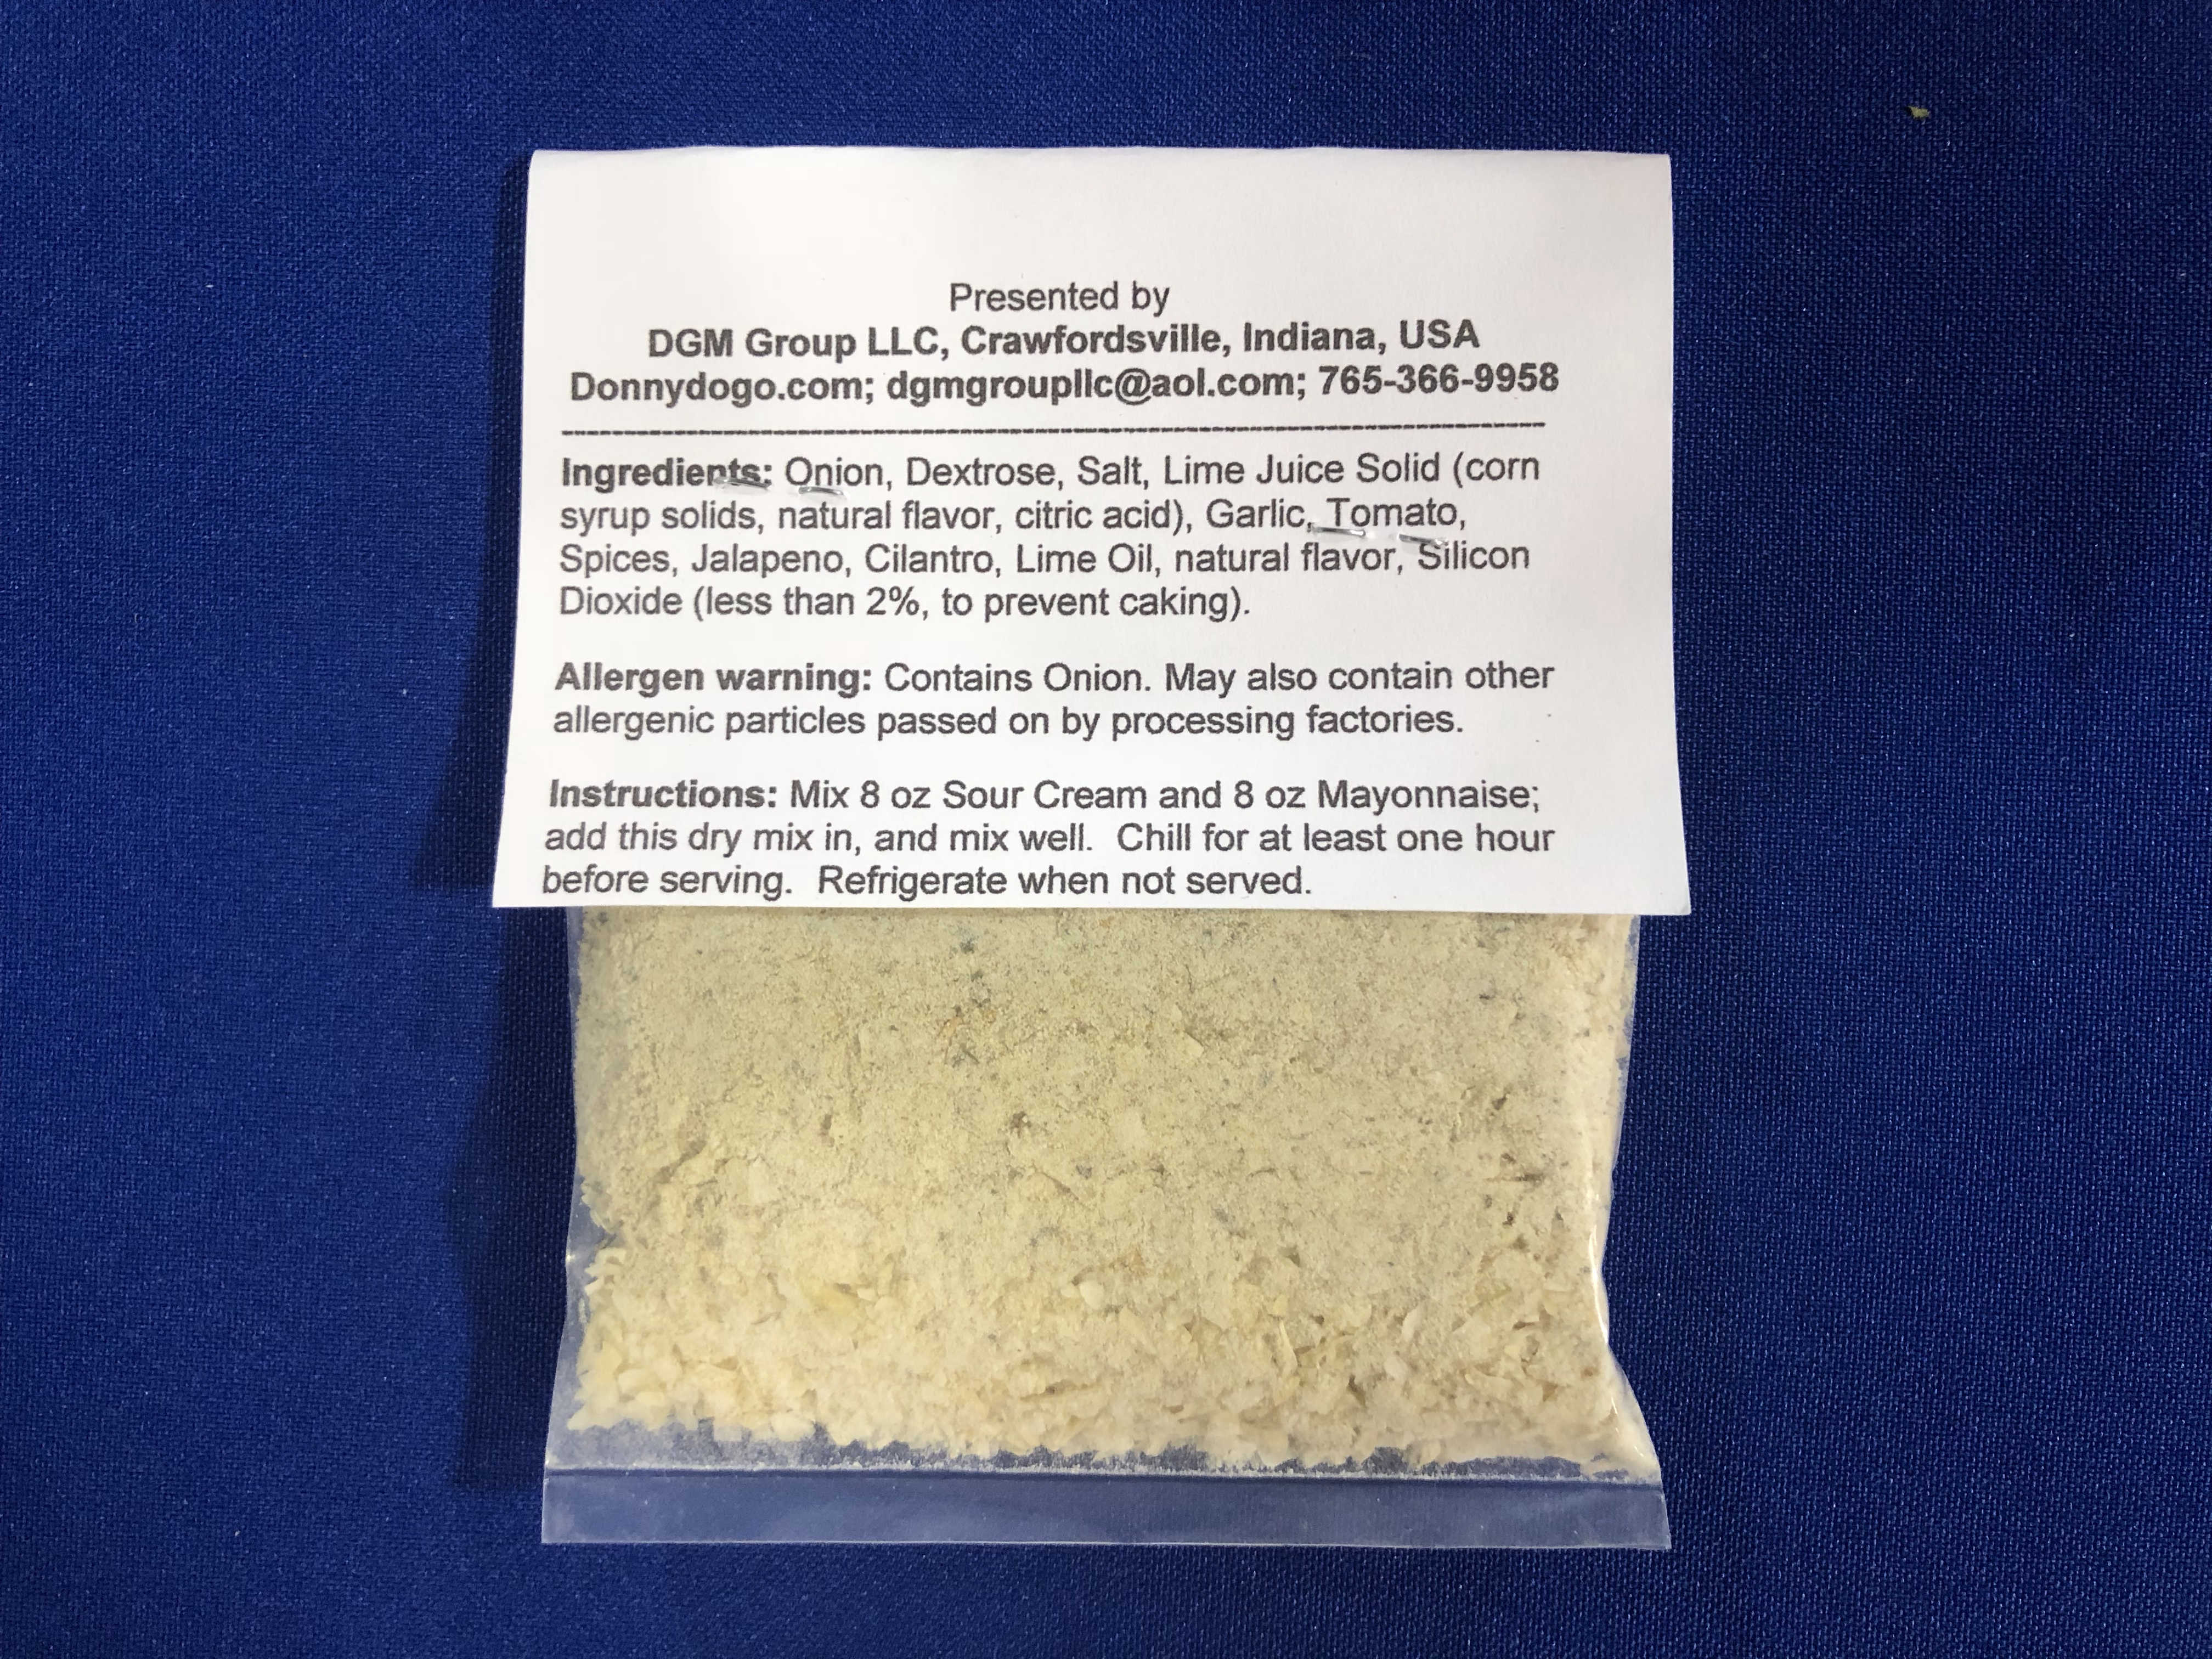 Presented by
DGM Group LLC, Crawfordsville, Indiana, USA
Donnydogo.com; dgmgroupllc@aol.com; 765-366-9958
Ingredients: Onion, Dextrose, Salt, Lime Juice Solid (corn
syrup solids, natural flavor, citric acid), Garlic, Tomato,
Spices, Jalapeno, Cilantro, Lime Oil, natural flavor, Silicon
Dioxide (less than 2%, to prevent caking).
Allergen warning: Contains Onion. May also contain other
allergenic particles passed on by processing factories.
Instructions: Mix 8 oz Sour Cream and 8 oz Mayonnaise;
add this dry mix in, and mix well. Chill for at least one hour
before serving. Refrigerate when not served.